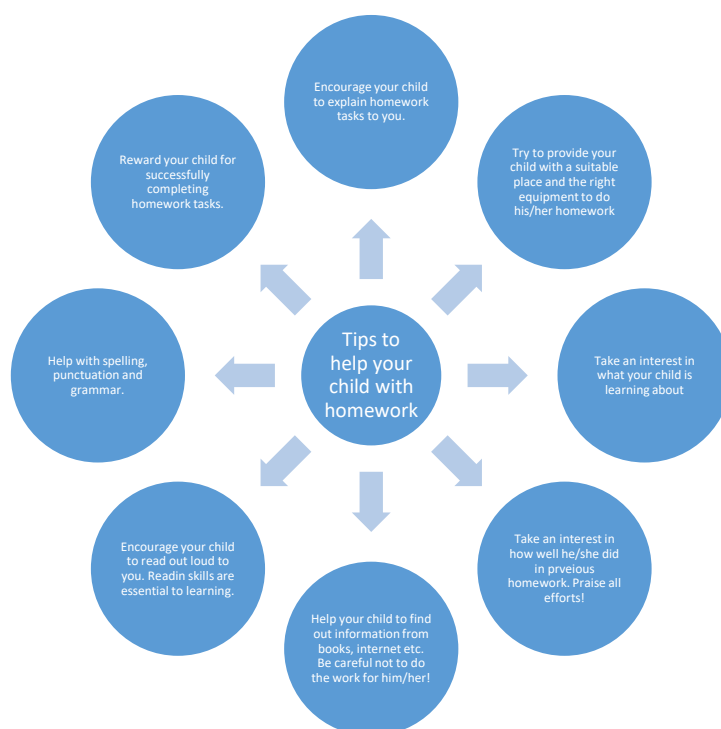 Encourage your child
to explain homework
tasks to you.
Try to provide your
child with a suitable
place and the right
equipment to do
his/her homework
Take an interest in
what your child is
learning about
Take an interest in
how well he/she did
in prveious
homework. Praise all
efforts!
Help your child to find
out information from
books, internet etc.
Be careful not to do
the work for him/her!
Encourage your child
to read out loud to
you. Readin skills are
essential to learning.
Help with spelling,
punctuation and
grammar.
Reward your child for
successfully
completing
homework tasks.
Tips to
help your
child with
homework